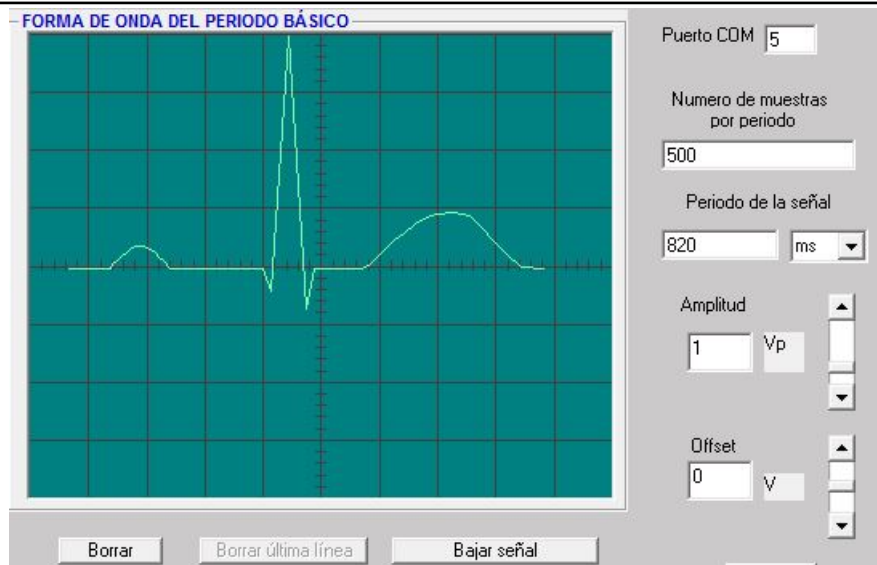 FORMA DE ONDA DEL PERIODO BÁSICO
Puerto COM 5
Numero de muestras
por periodo
500
Periodo de la señal
820 ms
Amplitud
1 Vp
Offset
0 V
Borrar Borrar última línea Bajar señal